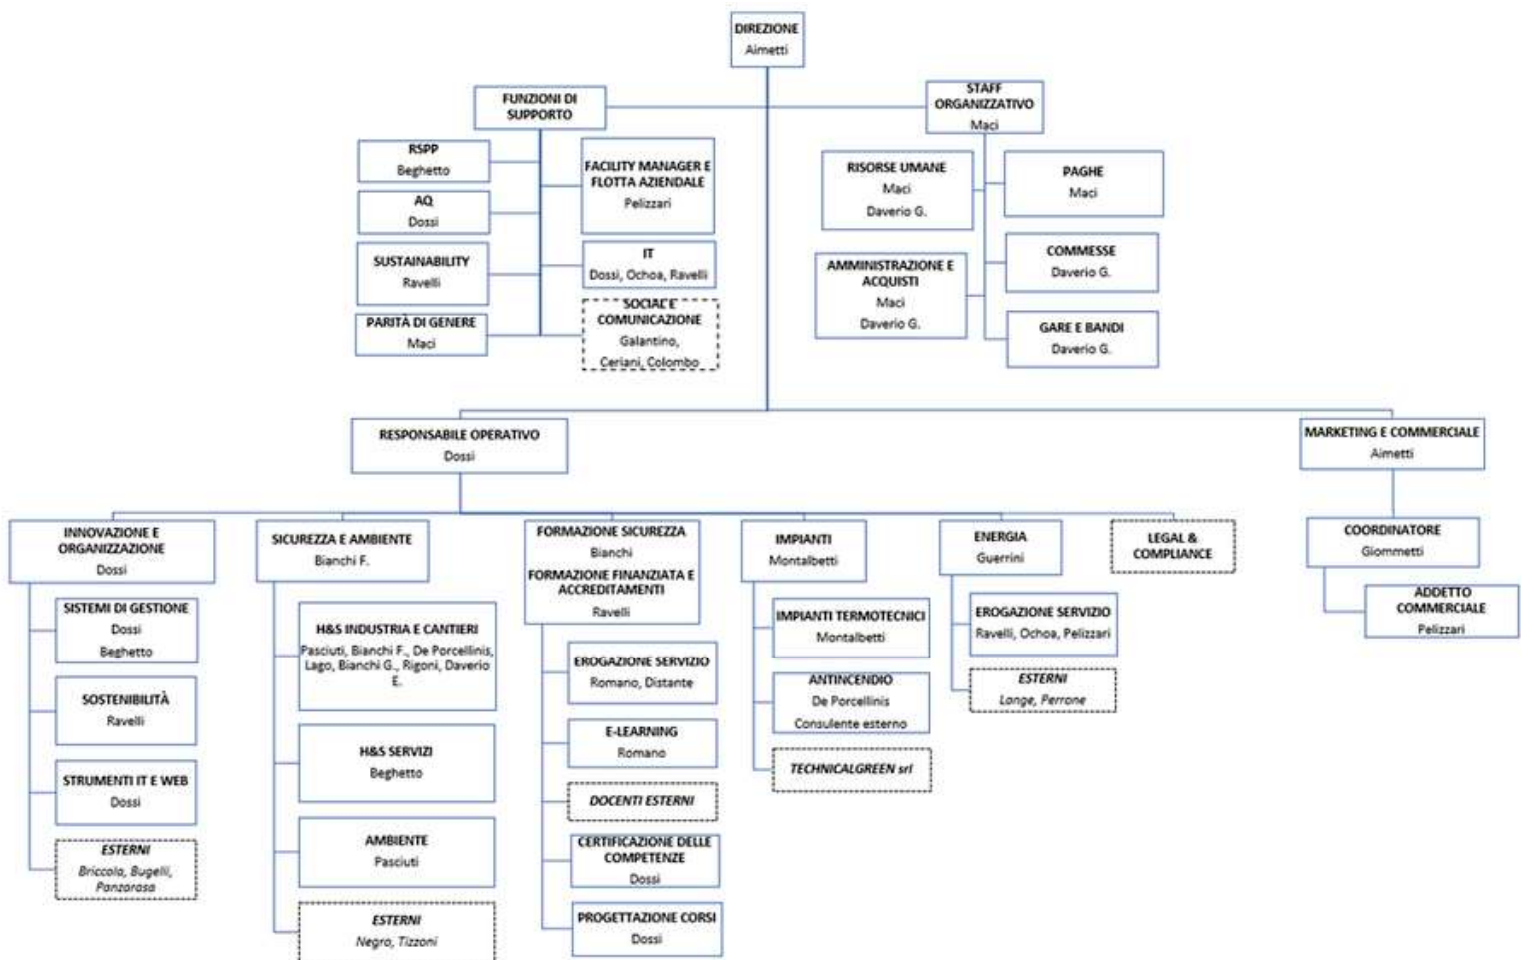 DIREZIONE
Aimetti
FUNZIONI DI
SUPPORTO
STAFF
ORGANIZZATIVO
Maci
RSPP
Beghetto
AQ
Dossi
SUSTAINABILITY
Ravelli
PARITÀ DI GENERE
Maci
FACILITY MANAGER E
FLOTTA AZIENDALE
Pelizzari
IT
Dossi, Ochoa, Ravelli
SOCIAL E
COMUNICAZIONE
Galantino,
Ceriani, Colombo
RISORSE UMANE
Maci
Daverio G.
AMMINISTRAZIONE E
ACQUISTI
Maci
Daverio G.
PAGHE
Maci
COMMESSE
Daverio G.
GARE E BANDI
Daverio G.
RESPONSABILE OPERATIVO
Dossi
MARKETING E COMMERCIALE
Aimetti
INNOVAZIONE E
ORGANIZZAZIONE
Dossi
SISTEMI DI GESTIONE
Dossi
Beghetto
SOSTENIBILITÀ
Ravelli
STRUMENTI IT E WEB
Dossi
ESTERNI
Briccola, Bugelli,
Panzarasa
SICUREZZA E AMBIENTE
Bianchi F.
H&S INDUSTRIA E CANTIERI
Pasciuti, Bianchi F., De Porcellinis,
Lago, Bianchi G., Rigoni, Daverio
E.
H&S SERVIZI
Beghetto
AMBIENTE
Pasciuti
ESTERNI
Negro, Tizzoni
FORMAZIONE SICUREZZA
Bianchi
FORMAZIONE FINANZIATA E
ACCREDITAMENTI
Ravelli
EROGAZIONE SERVIZIO
Romano, Distante
E-LEARNING
Romano
DOCENTI ESTERNI
CERTIFICAZIONE DELLE
COMPETENZE
Dossi
PROGETTAZIONE CORSI
Dossi
IMPIANTI
Montalbetti
IMPIANTI TERMOTECNICI
Montalbetti
ANTINCENDIO
De Porcellinis
Consulente esterno
TECHNICALGREEN srl
ENERGIA
Guerrini
EROGAZIONE SERVIZIO
Ravelli, Ochoa, Pelizzari
ESTERNI
Longe, Perrone
LEGAL &
COMPLIANCE
COORDINATORE
Giommetti
ADDETTO
COMMERCIALE
Pelizzari